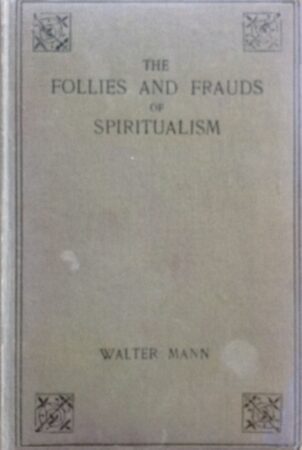 THE
FOLLIES AND FRAUDS
OF
SPIRITUALISM
WALTER MANN